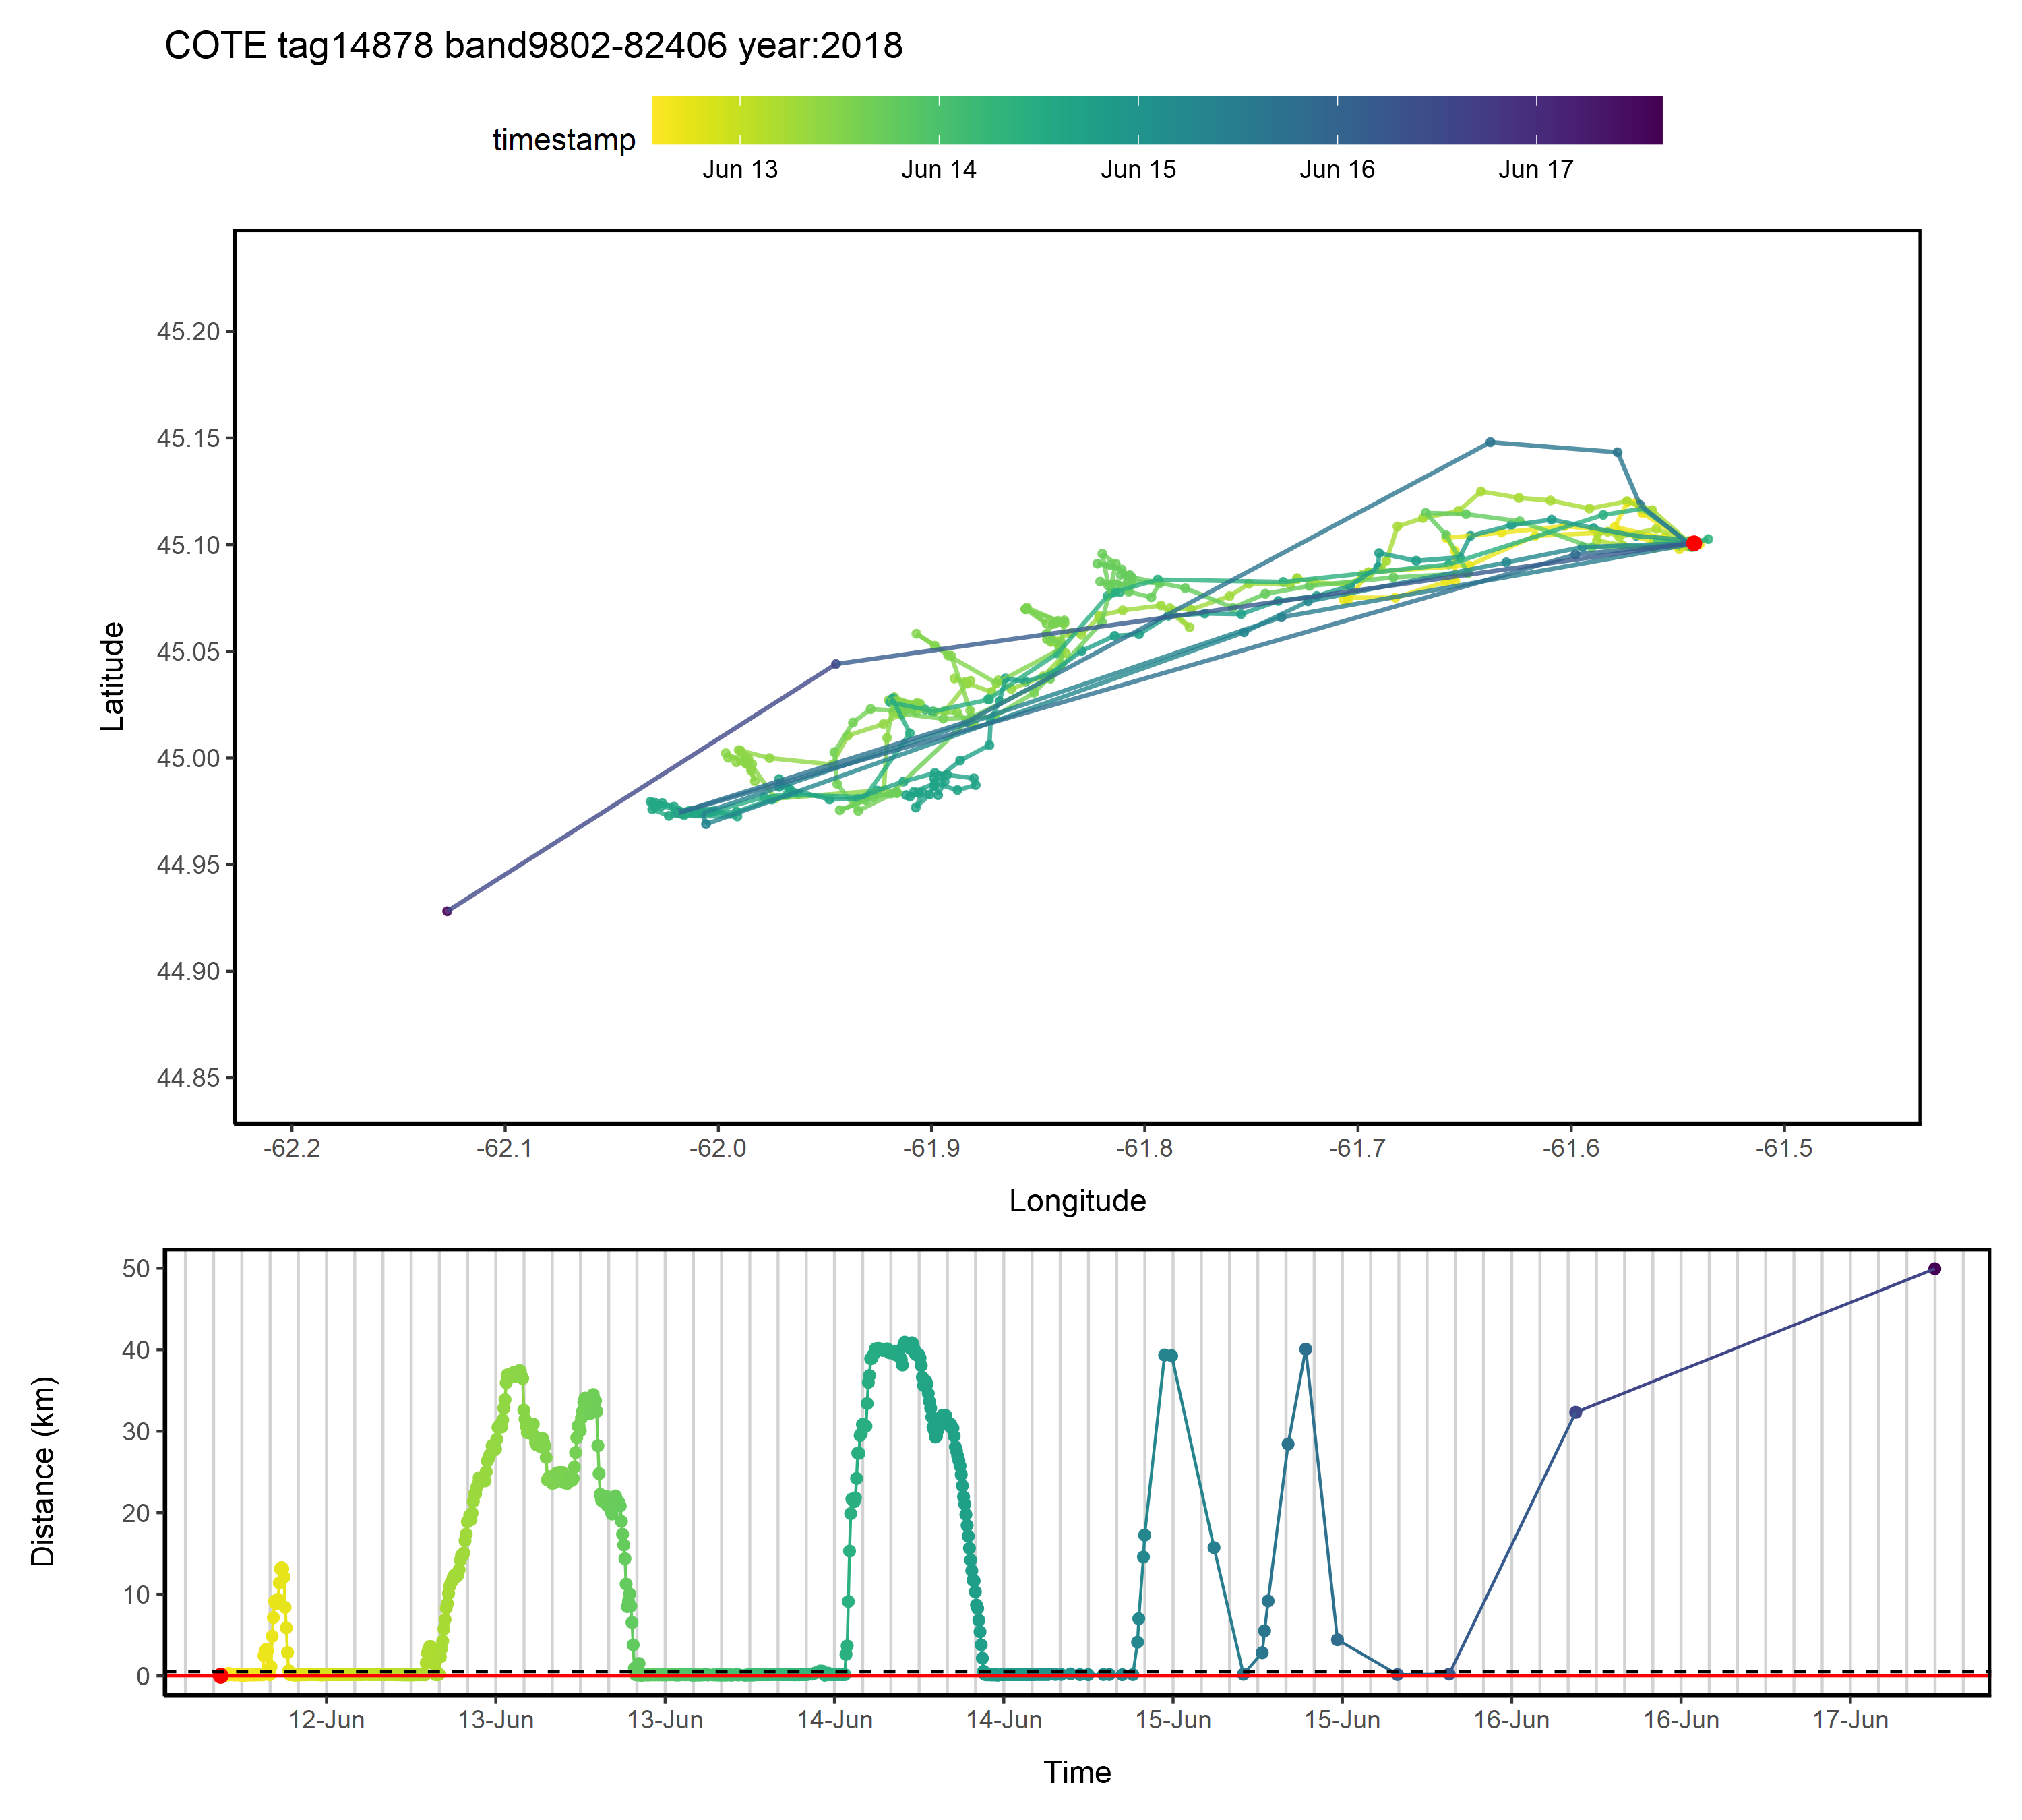 COTE tag14878 band9802-82406 year:2018
timestamp
Jun 13 Jun 14 Jun 15 Jun 16 Jun 17
45.20
45.15
45.10
45.05
45.00
44.95
44.90
44.85
Latitude
-62.2 -62.1 -62.0 -61.9 -61.8 -61.7 -61.6 -61.5
Longitude
50
40
30
20
10
0
Distance (km)
12-Jun 13-Jun 13-Jun 14-Jun 14-Jun 15-Jun 15-Jun 16-Jun 16-Jun 17-Jun
Time